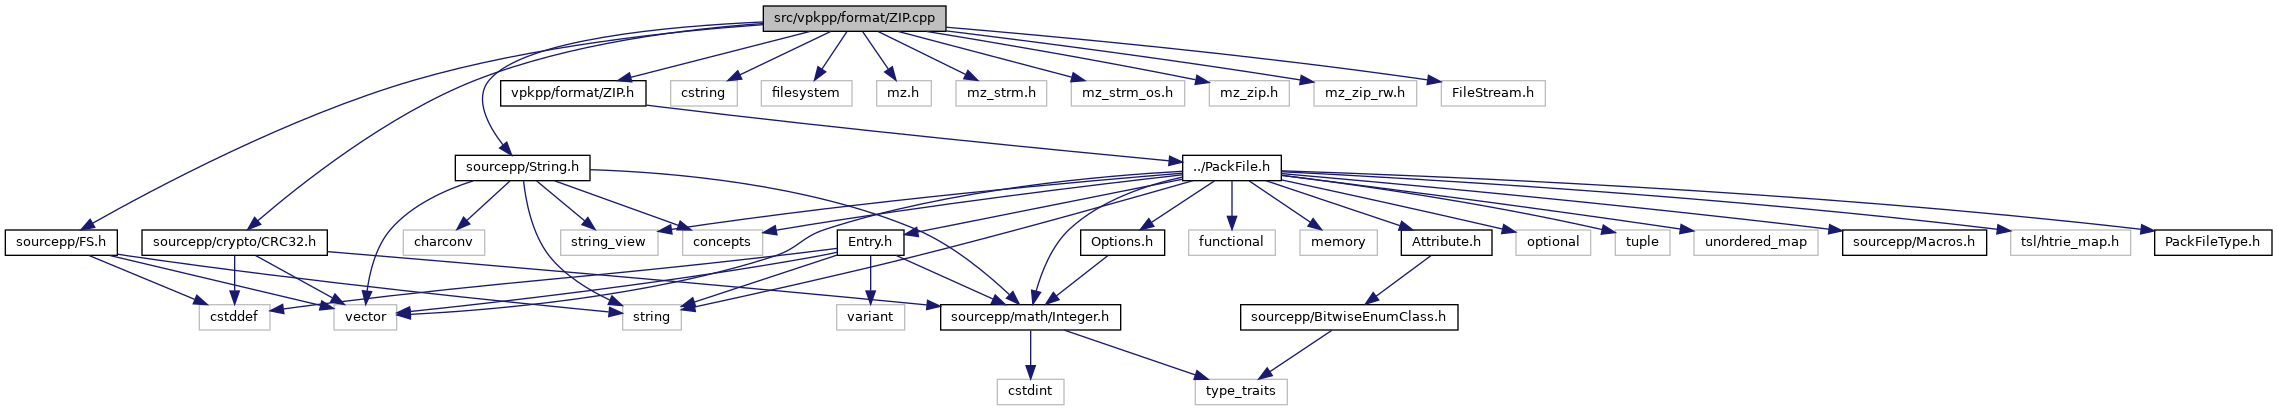 src/vpkpp/format/ZIP.cpp
vpkpp/format/ZIP.h
cstring
filesystem
mz.h
mz_strm.h
mz_strm_os.h
mz_zip.h
mz_zip_rw.h
FileStream.h
sourcepp/String.h
../PackFile.h
sourcepp/FS.h
sourcepp/crypto/CRC32.h
charconv
string_view
concepts
Entry.h
Options.h
functional
memory
Attribute.h
optional
tuple
unordered_map
sourcepp/Macros.h
tsl/htrie_map.h
PackFileType.h
cstddef
vector
string
variant
sourcepp/math/Integer.h
sourcepp/BitwiseEnumClass.h
cstdint
type_traits